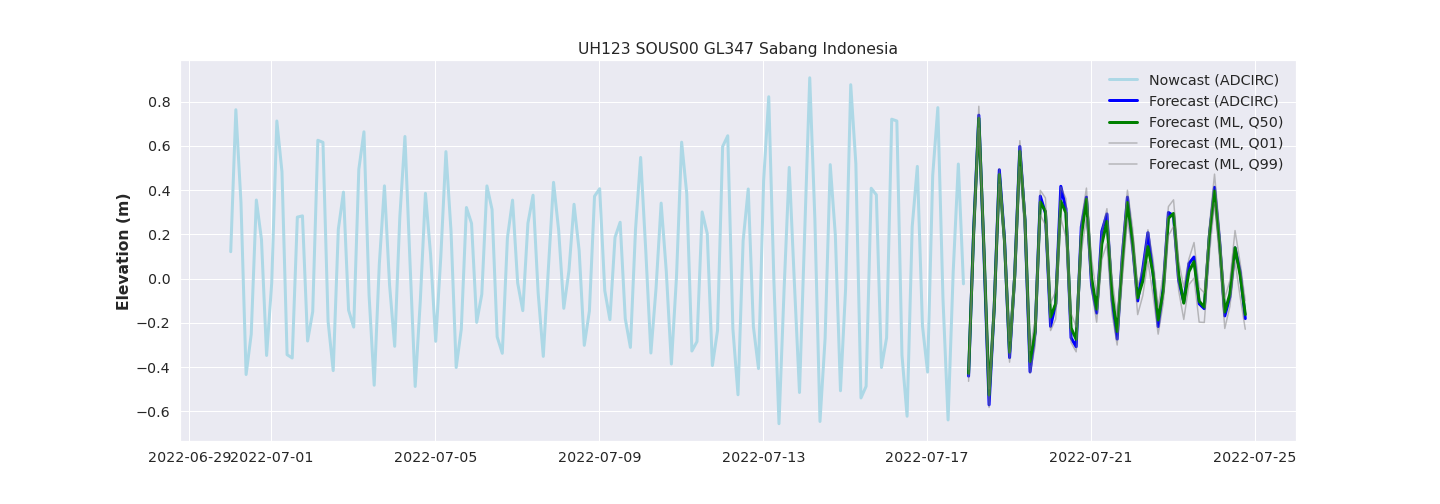 UH123 SOUS00 GL347 Sabang Indonesia
Nowcast (ADCIRC)
Forecast (ADCIRC)
Forecast (ML, Q50)
Forecast (ML, Q01)
Forecast (ML, Q99)
Elevation (m)
0.8
0.6
0.4
0.2
0.0
−0.2
−0.4
−0.6
2022-06-29 2022-07-01 2022-07-05 2022-07-09 2022-07-13 2022-07-17 2022-07-21 2022-07-25